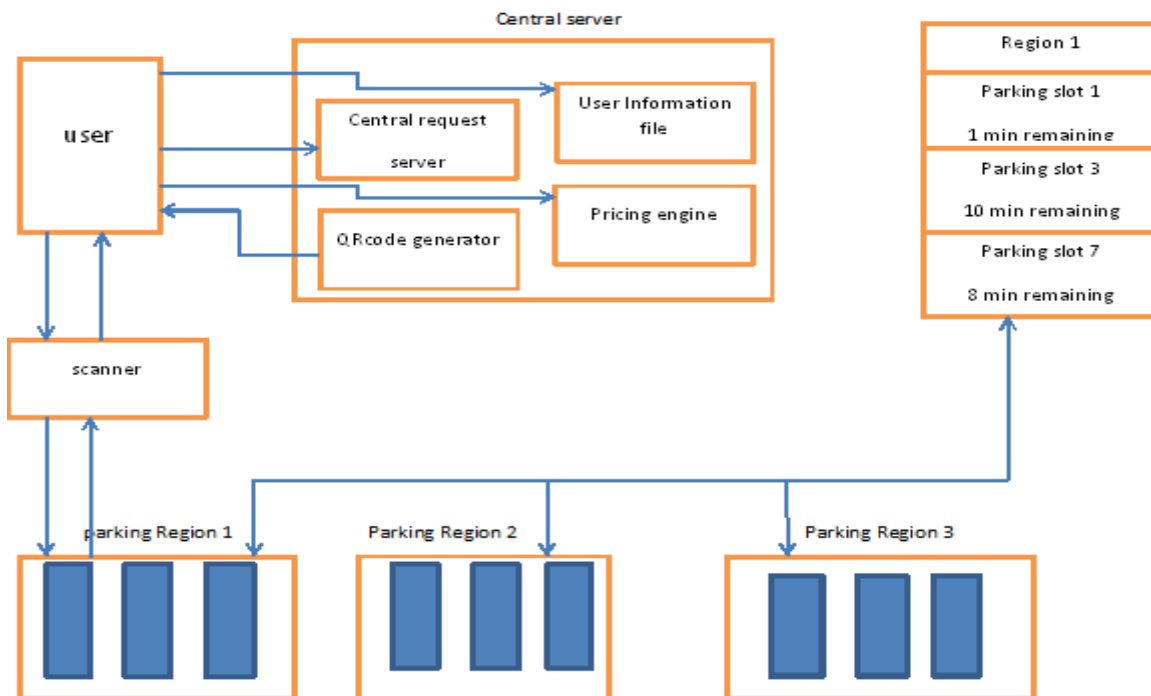 Central server
user
Central request
server
QRcode generator
User Information
file
Pricing engine
Region 1
Parking slot 1
1 min remaining
Parking slot 3
10 min remaining
Parking slot 7
8 min remaining
scanner
parking Region 1
Parking Region 2
Parking Region 3